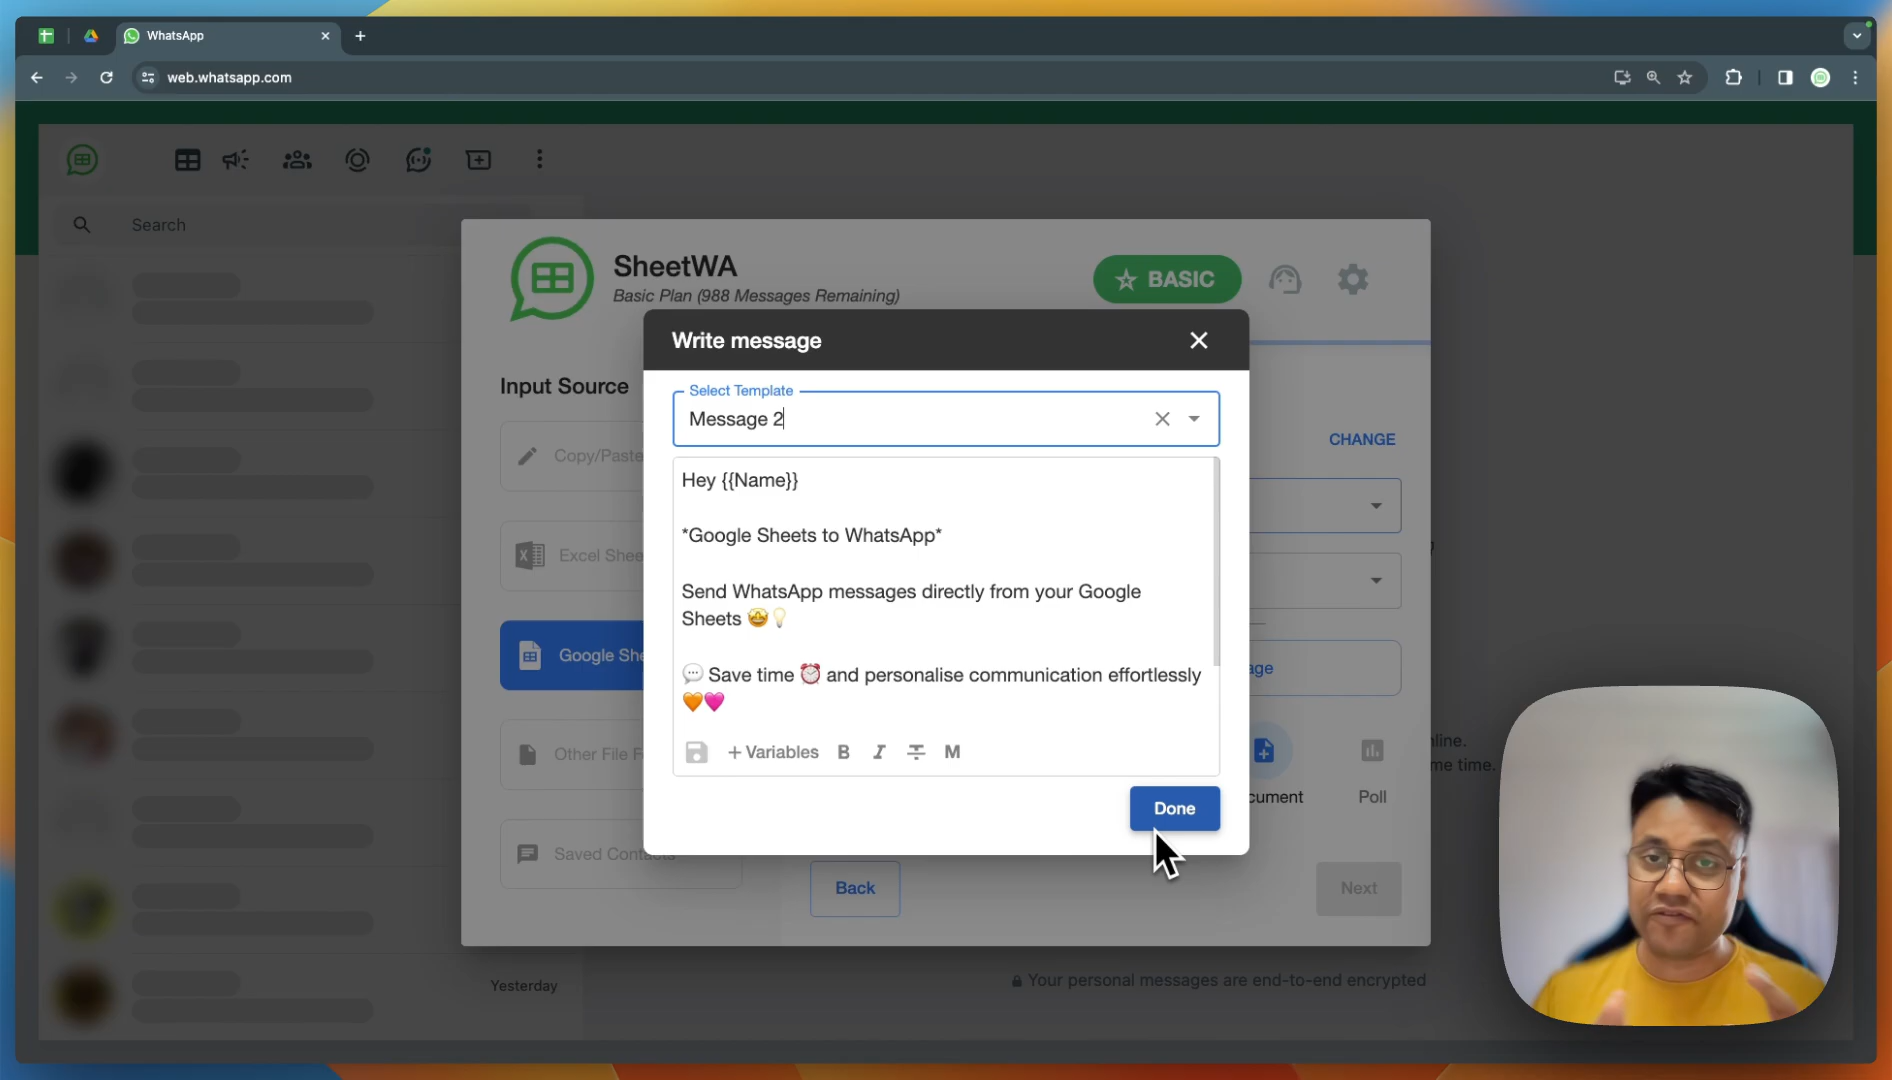 WhatsApp
web.whatsapp.com
Search
SheetWA
Basic Plan (988 Messages Remaining)
BASIC
Write message
Input Source
Select Template
Message 2
CHANGE
Copy/Paste
Hey {{Name}}
*Google Sheets to WhatsApp*
Excel Shee
Send WhatsApp messages directly from your Google
Sheets 🤩💡
Google She
💬 Save time ⏰ and personalise communication effortlessly
🧡💖
age
Other File F
+ Variables B I M
nline.
me time.
cument
Poll
Done
Saved Contacts
Back
Next
Yesterday
Your personal messages are end-to-end encrypted